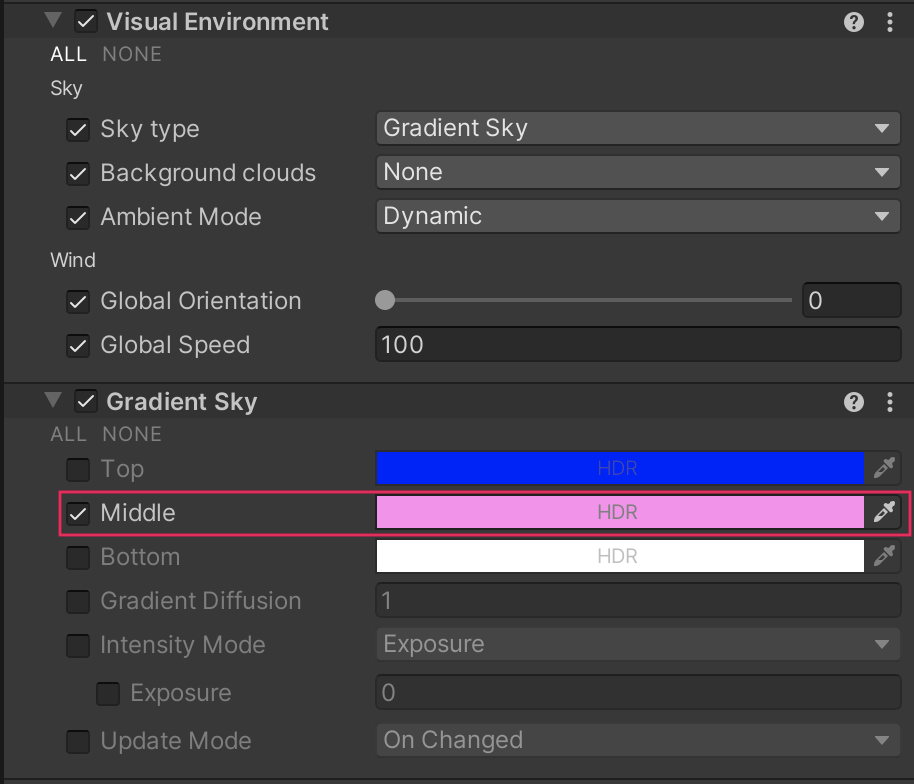 Visual Environment
ALL NONE
Sky
Sky type Gradient Sky
Background clouds None
Ambient Mode Dynamic
Wind
Global Orientation 0
Global Speed 100
Gradient Sky
ALL NONE
Top HDR
Middle HDR
Bottom HDR
Gradient Diffusion 1
Intensity Mode Exposure
Exposure 0
Update Mode On Changed